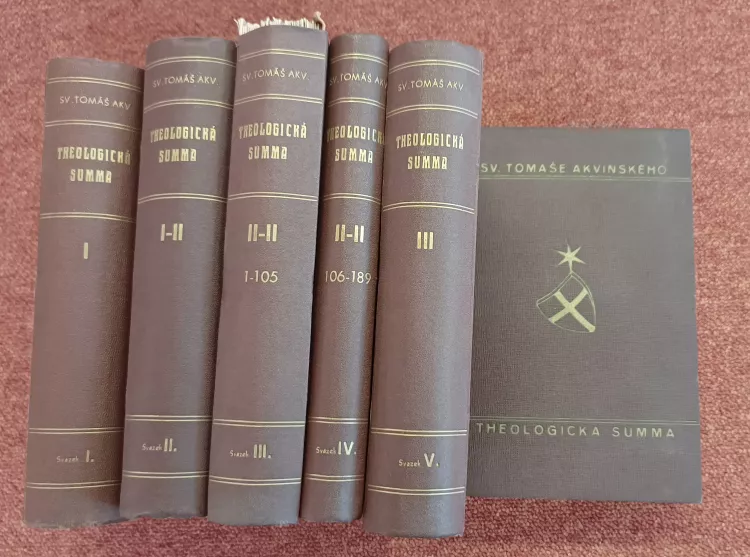 SV. TOMÁŠ AKV.
THEOLOGICKÁ
SUMMA
I
Svazek I.
SV. TOMÁŠ AKV.
THEOLOGICKÁ
SUMMA
I-II
Svazek II.
SV. TOMÁŠ AKV.
THEOLOGICKÁ
SUMMA
II-II
1-105
Svazek III.
SV. TOMÁŠ AKV.
THEOLOGICKÁ
SUMMA
II-II
106-189
Svazek IV.
SV. TOMÁŠ AKV.
THEOLOGICKÁ
SUMMA
III
Svazek V.
SV. TOMÁŠE AKVINSKÉHO
THEOLOGICKA SUMMA